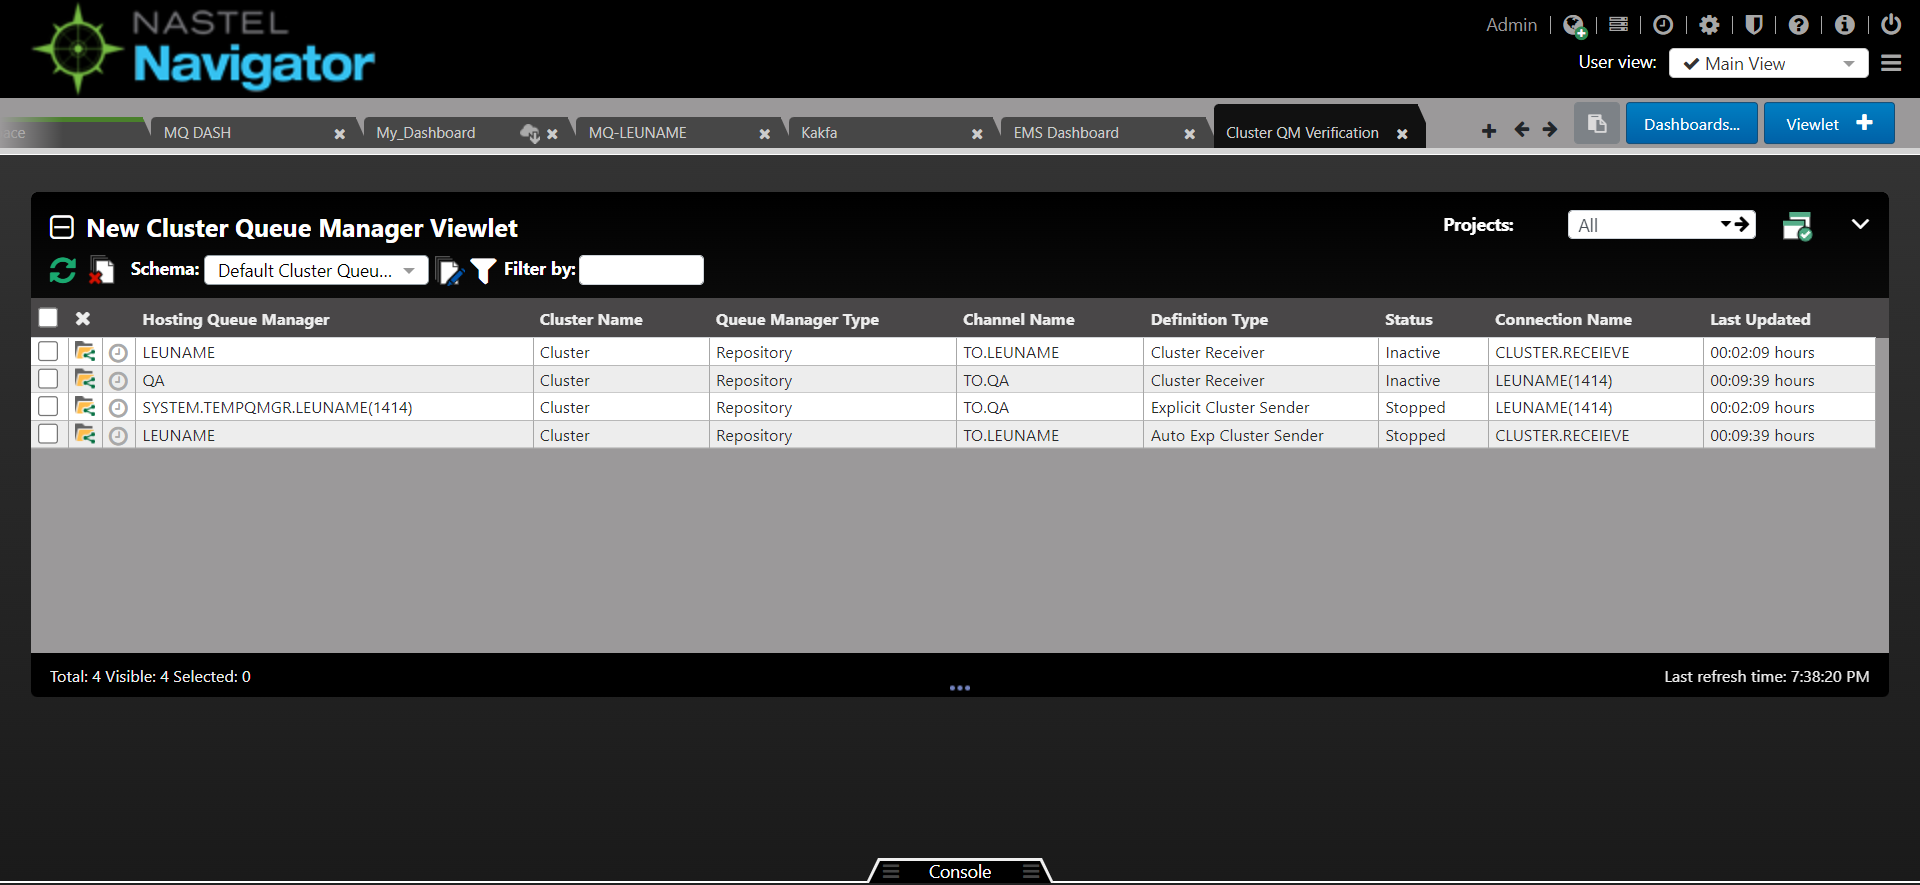 NASTEL
Navigator
Admin
User view: Main View
ace MQ DASH My_Dashboard MQ-LEUNAME Kakfa EMS Dashboard Cluster QM Verification Dashboards... Viewlet
New Cluster Queue Manager Viewlet
Projects: All
Schema: Default Cluster Queu... Filter by:
Hosting Queue Manager Cluster Name Queue Manager Type Channel Name Definition Type Status Connection Name Last Updated
LEUNAME Cluster Repository TO.LEUNAME Cluster Receiver Inactive CLUSTER.RECEIEVE 00:02:09 hours
QA Cluster Repository TO.QA Cluster Receiver Inactive LEUNAME(1414) 00:09:39 hours
SYSTEM.TEMPQMGR.LEUNAME(1414) Cluster Repository TO.QA Explicit Cluster Sender Stopped LEUNAME(1414) 00:02:09 hours
LEUNAME Cluster Repository TO.LEUNAME Auto Exp Cluster Sender Stopped CLUSTER.RECEIEVE 00:09:39 hours
Total: 4 Visible: 4 Selected: 0
Last refresh time: 7:38:20 PM
Console